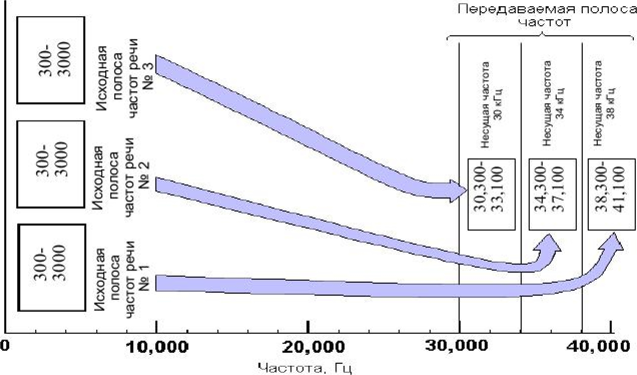 Передаваемая полоса
частот
300-
3000
Исходная
полоса
частот речи
№ 3
300-
3000
Исходная
полоса
частот речи
№ 2
300-
3000
Исходная
полоса
частот речи
№ 1
Несущая частота
30 кГц
30,300-
33,100
Несущая частота
34 кГц
34,300-
37,100
Несущая частота
38 кГц
38,300-
41,100
0 10,000 20,000 30,000 40,000
Частота, Гц